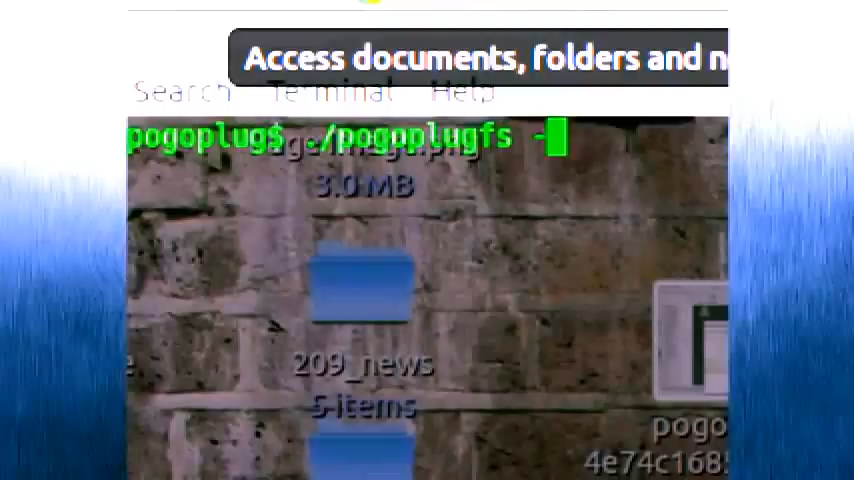 Access documents, folders and n
Search Terminal Help
pogoplug$ ./pogoplugfs -
3.0 MB
209_news
5 items
pogo
4e74c168